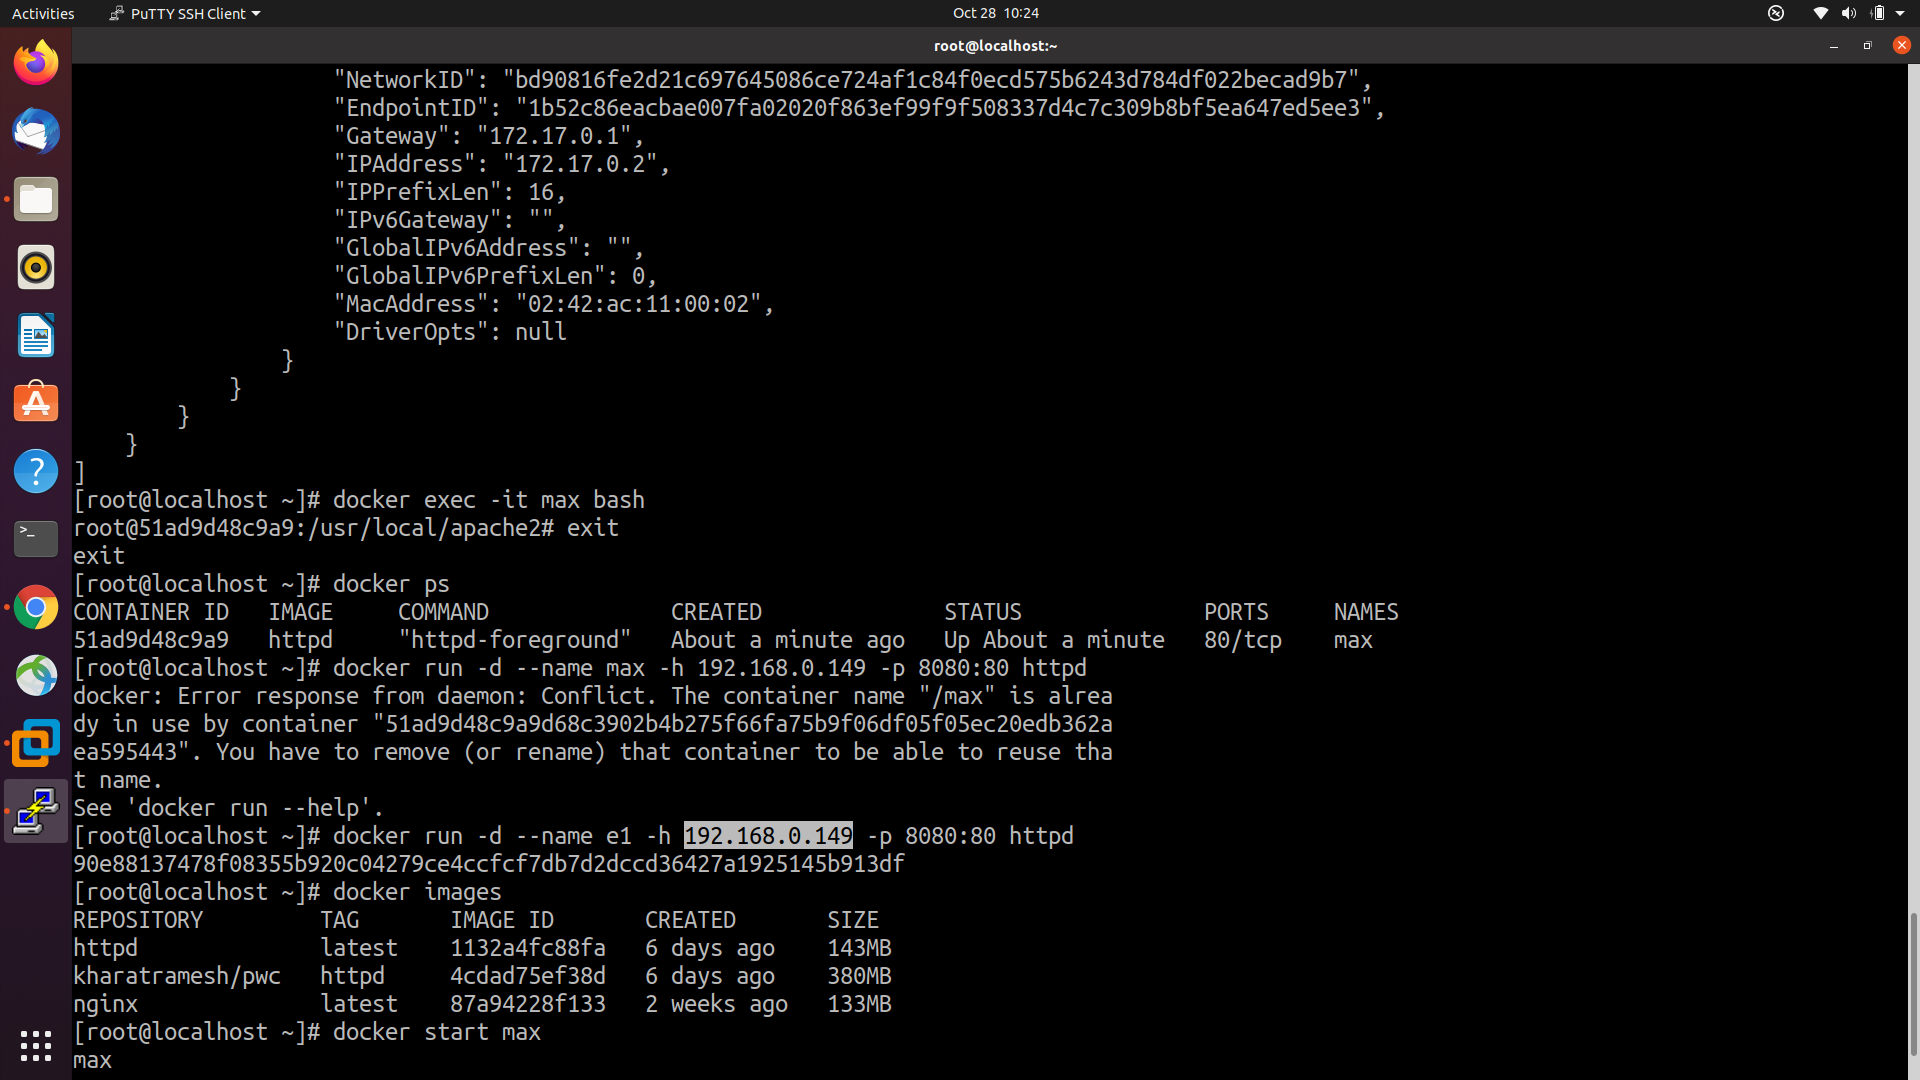 Activities PuTTY SSH Client Oct 28 10:24
root@localhost:~
"NetworkID": "bd90816fe2d21c697645086ce724af1c84f0ecd575b6243d784df022becad9b7",
"EndpointID": "1b52c86eacbae007fa02020f863ef99f9f508337d4c7c309b8bf5ea647ed5ee3",
"Gateway": "172.17.0.1",
"IPAddress": "172.17.0.2",
"IPPrefixLen": 16,
"IPv6Gateway": "",
"GlobalIPv6Address": "",
"GlobalIPv6PrefixLen": 0,
"MacAddress": "02:42:ac:11:00:02",
"DriverOpts": null
}
}
}
}
]
[root@localhost ~]# docker exec -it max bash
root@51ad9d48c9a9:/usr/local/apache2# exit
exit
[root@localhost ~]# docker ps
CONTAINER ID IMAGE COMMAND CREATED STATUS PORTS NAMES
51ad9d48c9a9 httpd "httpd-foreground" About a minute ago Up About a minute 80/tcp max
[root@localhost ~]# docker run -d --name max -h 192.168.0.149 -p 8080:80 httpd
docker: Error response from daemon: Conflict. The container name "/max" is alrea
dy in use by container "51ad9d48c9a9d68c3902b4b275f66fa75b9f06df05f05ec20edb362a
ea595443". You have to remove (or rename) that container to be able to reuse tha
t name.
See 'docker run --help'.
[root@localhost ~]# docker run -d --name e1 -h 192.168.0.149 -p 8080:80 httpd
90e88137478f08355b920c04279ce4ccfcf7db7d2dccd36427a1925145b913df
[root@localhost ~]# docker images
REPOSITORY TAG IMAGE ID CREATED SIZE
httpd latest 1132a4fc88fa 6 days ago 143MB
kharatramesh/pwc httpd 4cdad75ef38d 6 days ago 380MB
nginx latest 87a94228f133 2 weeks ago 133MB
[root@localhost ~]# docker start max
max